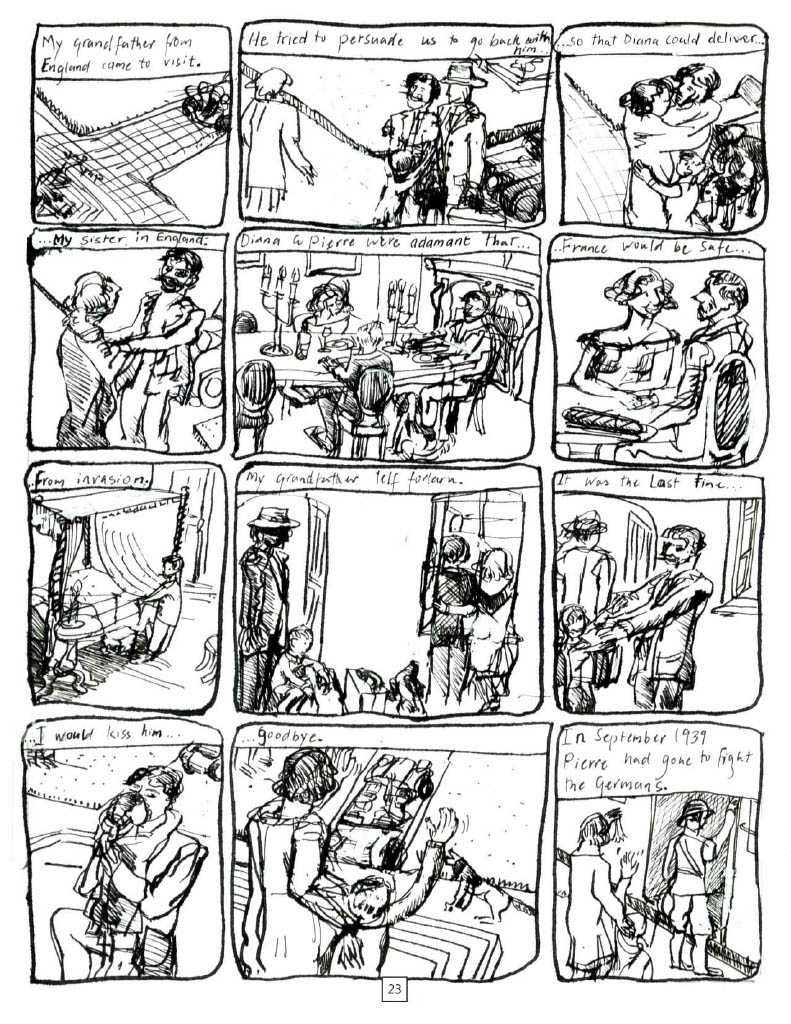 My grandfather from
England came to visit.
He tried to persuade us to go back with
him...
...so that Diana could deliver...
...My sister in England.
Diana & Pierre were adamant that...
...France would be safe...
From invasion.
My grandfather left forlorn.
It was the Last time...
...I would kiss him...
...goodbye.
In September 1939
Pierre had gone to fight
the Germans.
23